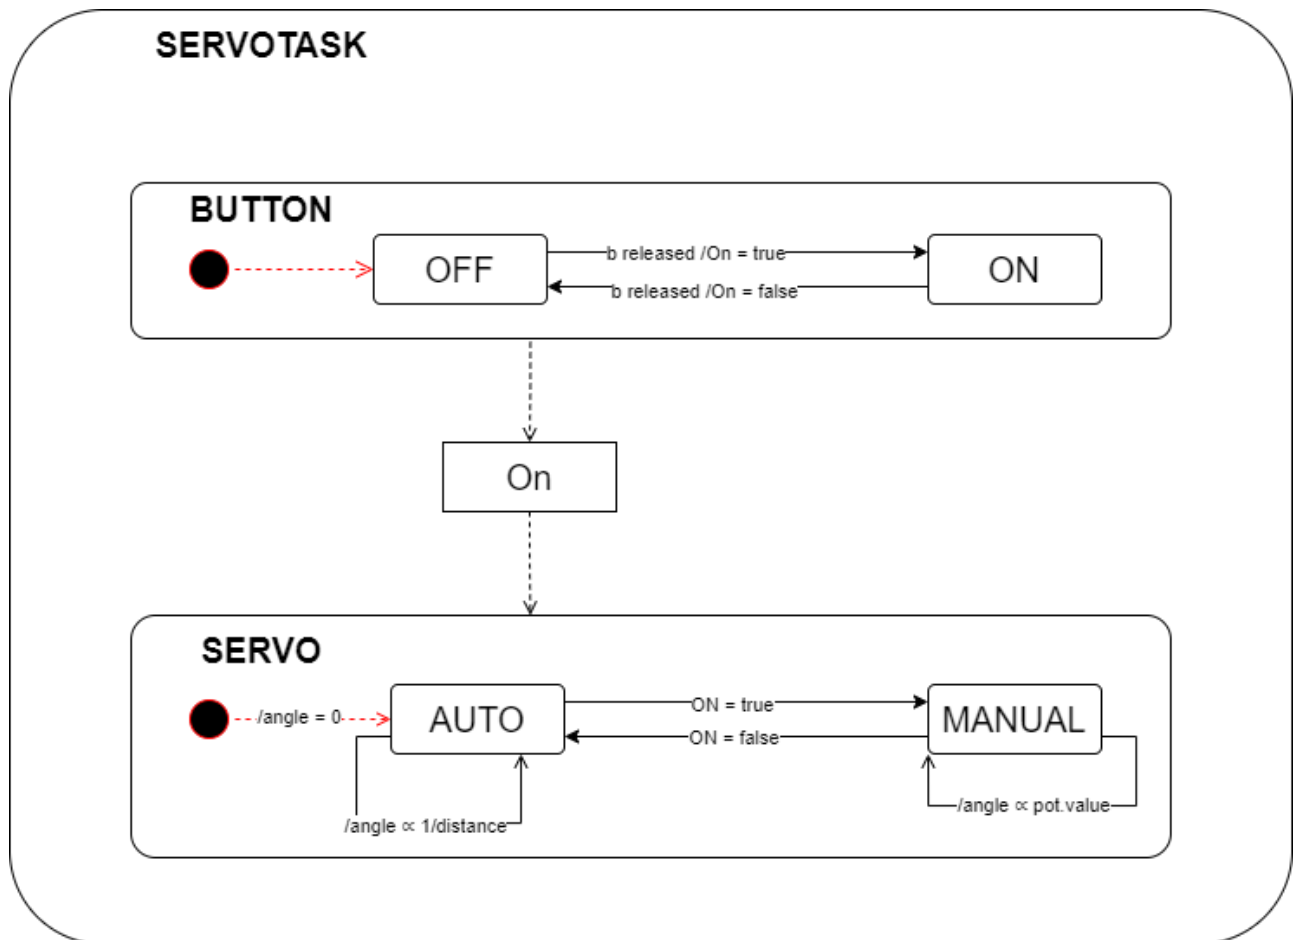 SERVOTASK
BUTTON
OFF
b released /On = true
b released /On = false
ON
On
SERVO
/angle = 0
AUTO
ON = true
ON = false
MANUAL
/angle ∝ 1/distance
/angle ∝ pot.value